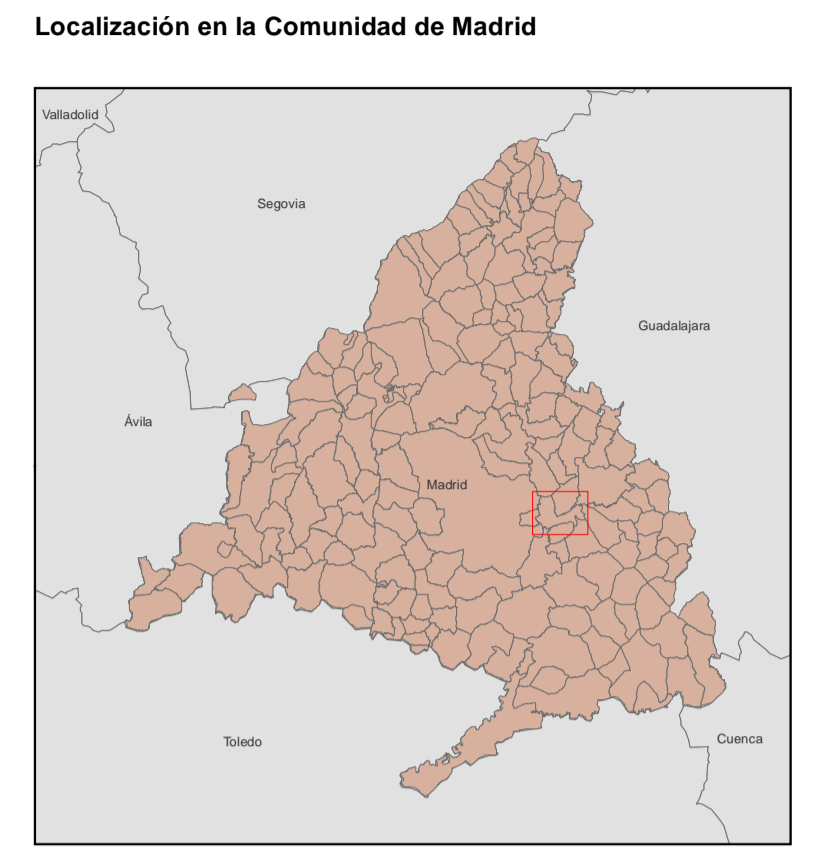 Localización en la Comunidad de Madrid
Valladolid
Segovia
Guadalajara
Ávila
Madrid
Toledo
Cuenca